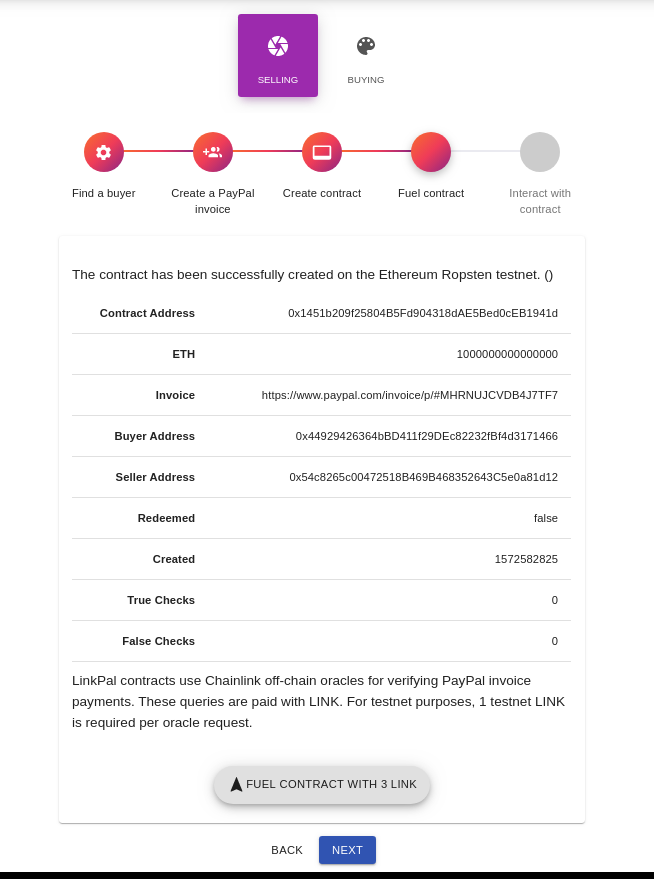 SELLING
BUYING
Find a buyer
Create a PayPal
invoice
Create contract
Fuel contract
Interact with
contract
The contract has been successfully created on the Ethereum Ropsten testnet. ()
Contract Address 0x1451b209f25804B5Fd904318dAE5Bed0cEB1941d
ETH 1000000000000000
Invoice https://www.paypal.com/invoice/p/#MHRNUJCVDB4J7TF7
Buyer Address 0x44929426364bBD411f29DEc82232fBf4d3171466
Seller Address 0x54c8265c00472518B469B468352643C5e0a81d12
Redeemed false
Created 1572582825
True Checks 0
False Checks 0
LinkPal contracts use Chainlink off-chain oracles for verifying PayPal invoice
payments. These queries are paid with LINK. For testnet purposes, 1 testnet LINK
is required per oracle request.
FUEL CONTRACT WITH 3 LINK
BACK
NEXT